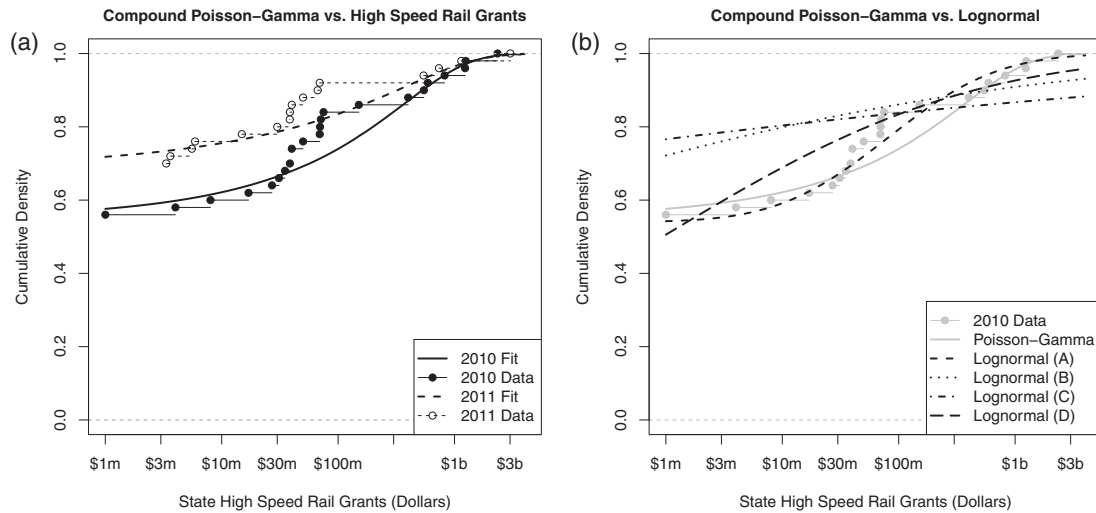 Compound Poisson−Gamma vs. High Speed Rail Grants
(a)
Cumulative Density
1.0
0.8
0.6
0.4
0.2
0.0
2010 Fit
2010 Data
2011 Fit
2011 Data
$1m $3m $10m $30m $100m $1b $3b
State High Speed Rail Grants (Dollars)
Compound Poisson−Gamma vs. Lognormal
(b)
Cumulative Density
1.0
0.8
0.6
0.4
0.2
0.0
2010 Data
Poisson−Gamma
Lognormal (A)
Lognormal (B)
Lognormal (C)
Lognormal (D)
$1m $3m $10m $30m $100m $1b $3b
State High Speed Rail Grants (Dollars)